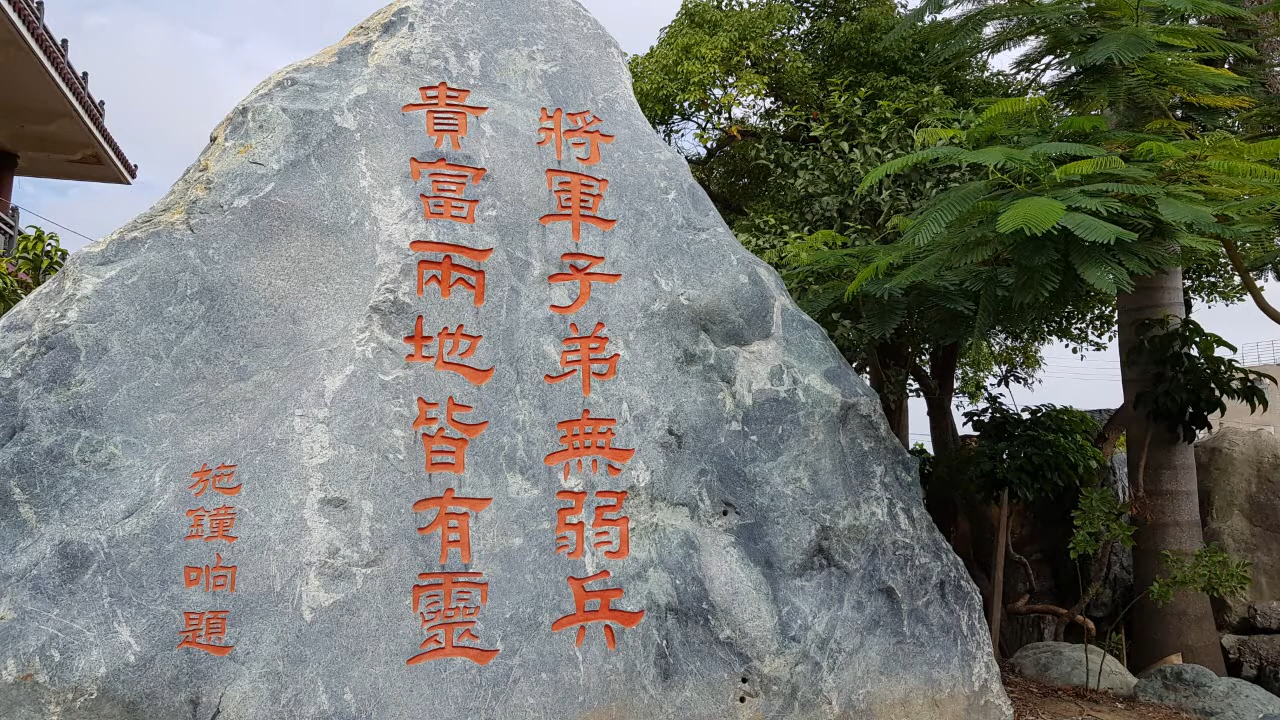 將軍子弟無弱兵
貴富兩地皆有靈
施鐘响題